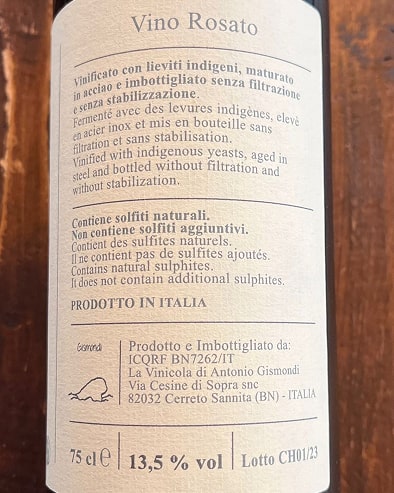 Vino Rosato
Vinificato con lieviti indigeni, maturato
in acciaio e imbottigliato senza filtrazione
e senza stabilizzazione.
Fermenté avec des levures indigènes, elevè
en acier inox et mis en bouteille sans
filtration et sans stabilisation.
Vinified with indigenous yeasts, aged in
steel and bottled without filtration and
without stabilization.
Contiene solfiti naturali.
Non contiene solfiti aggiuntivi.
Contient des sulfites naturels.
Il ne contient pas de sulfites ajoutés.
Contains natural sulphites.
It does not contain additional sulphites.
PRODOTTO IN ITALIA
Gismondi
Prodotto e Imbottigliato da:
ICQRF BN7262/IT
La Vinicola di Antonio Gismondi
Via Cesine di Sopra snc
82032 Cerreto Sannita (BN) - ITALIA
75 cl e 13,5 % vol Lotto CH01/23